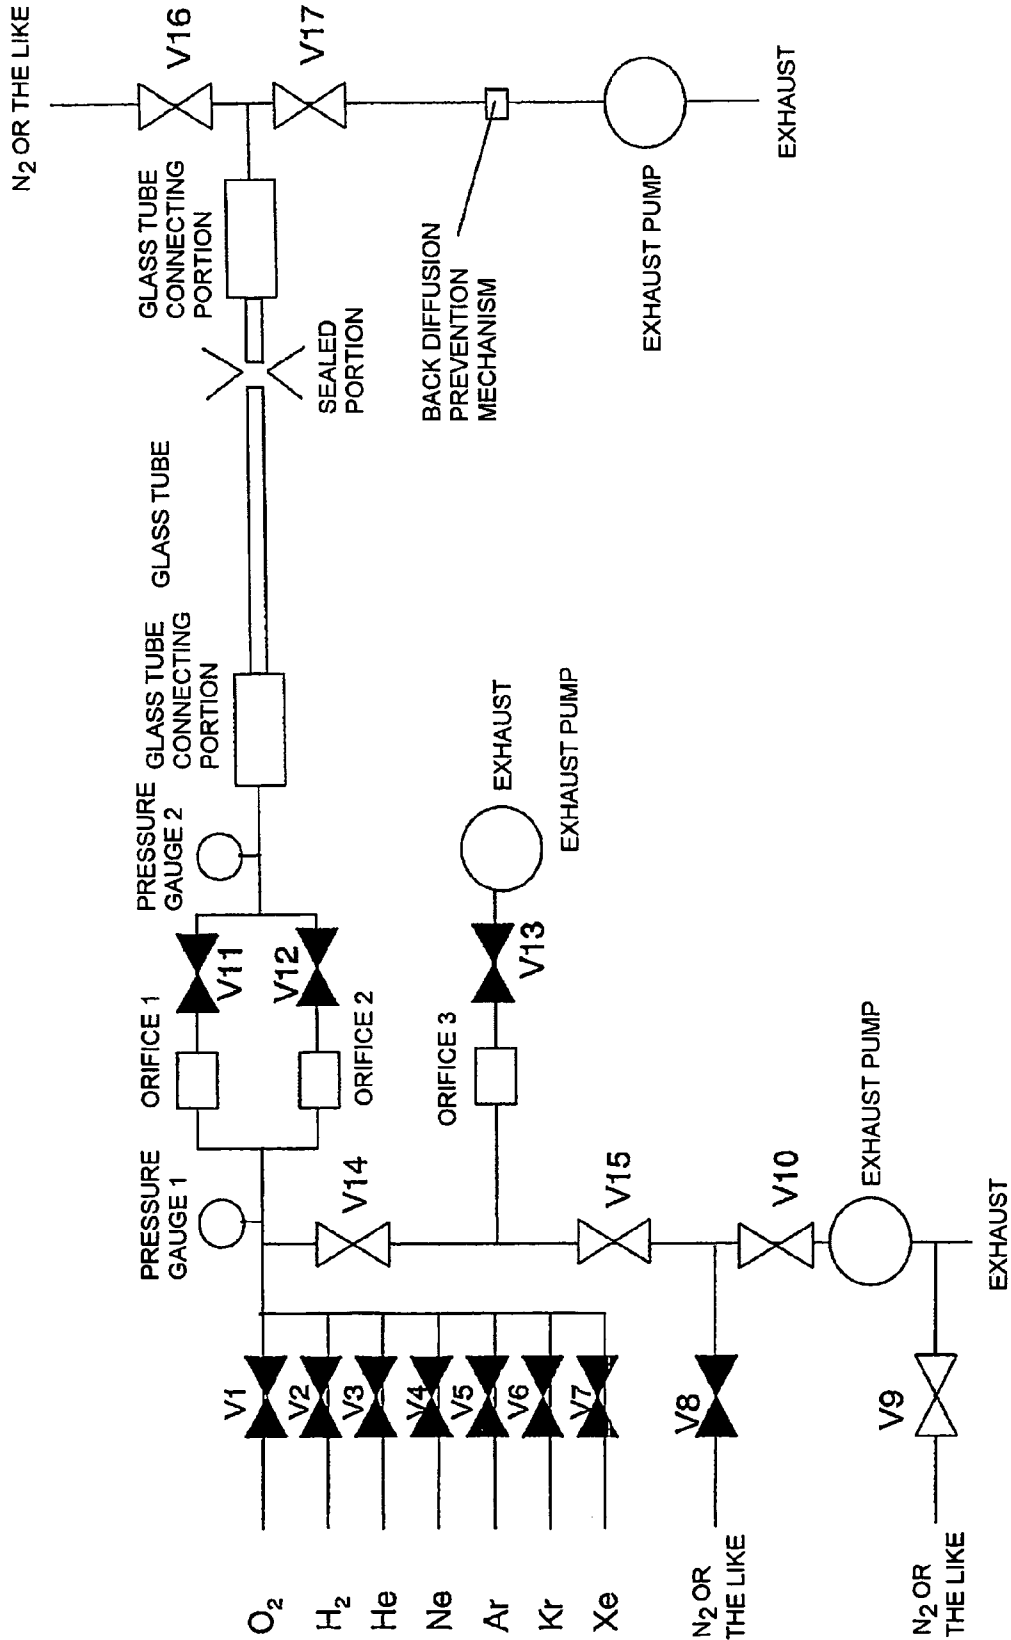 N2 OR THE LIKE
V16
V17
GLASS TUBE
CONNECTING
PORTION
SEALED
PORTION
BACK DIFFUSION
PREVENTION
MECHANISM
EXHAUST PUMP
EXHAUST
GLASS TUBE
GLASS TUBE
CONNECTING
PORTION
PRESSURE
GAUGE 2
EXHAUST
EXHAUST PUMP
V11
V12
V13
ORIFICE 1
ORIFICE 2
ORIFICE 3
PRESSURE
GAUGE 1
V14
V15
V10
EXHAUST PUMP
EXHAUST
V1
V2
V3
V4
V5
V6
V7
V8
V9
O2
H2
He
Ne
Ar
Kr
Xe
N2 OR
THE LIKE
N2 OR
THE LIKE